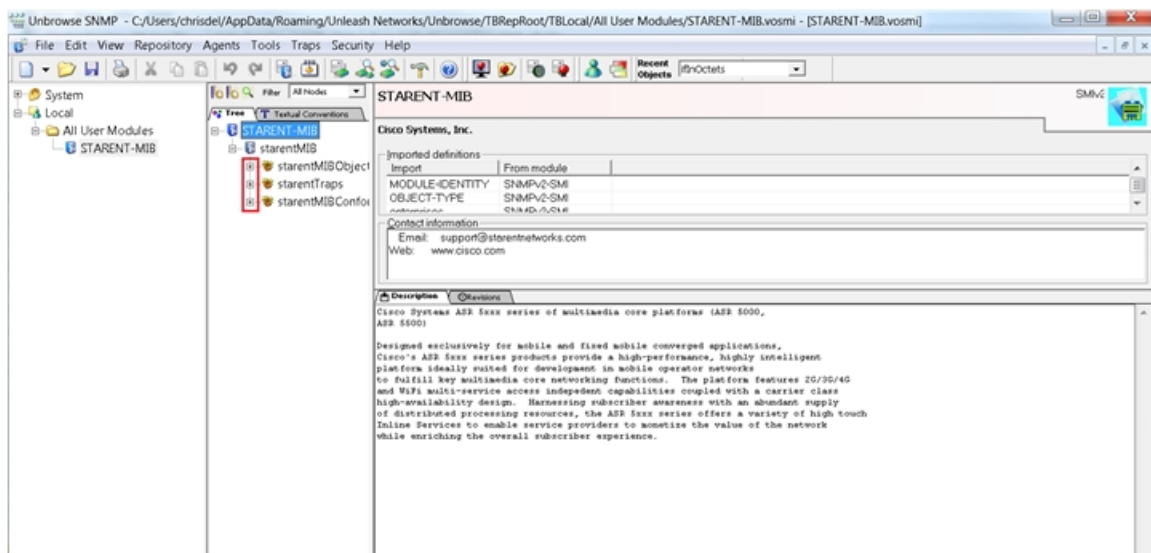 Unbrowse SNMP - C:/Users/chrisdel/AppData/Roaming/Unleash Networks/Unbrowse/TBRepRoot/TBLocal/All User Modules/STARENT-MIB.vosmi - [STARENT-MIB.vosmi]
File Edit View Repository Agents Tools Traps Security Help
Recent Objects
System
Local
All User Modules
STARENT-MIB
Filter All Nodes
Tree Textual Conventions
STARENT-MIB
starentMIB
starentMIBObject
starentTraps
starentMIBConfor
STARENT-MIB
Cisco Systems, Inc.
Imported definitions
Import From module
MODULE-IDENTITY SNMPv2-SMI
OBJECT-TYPE SNMPv2-SMI
enterprises SNMPv2-SMI
Contact information
Email: support@starentnetworks.com
Web: www.cisco.com
Description Revisions
Cisco Systems ASR 5xxx series of multimedia core platforms (ASR 5000,
ASR 5500)
Designed exclusively for mobile and fixed mobile converged applications,
Cisco's ASR 5xxx series products provide a high-performance, highly intelligent
platform ideally suited for development in mobile operator networks
to fulfill key multimedia core networking functions. The platform features 2G/3G/4G
and WiFi multi-service access indepedent capabilities coupled with a carrier class
high-availability design. Harnessing subscriber awareness with an abundant supply
of distributed processing resources, the ASR 5xxx series offers a variety of high touch
Inline Services to enable service providers to monetize the value of the network
while enriching the overall subscriber experience.